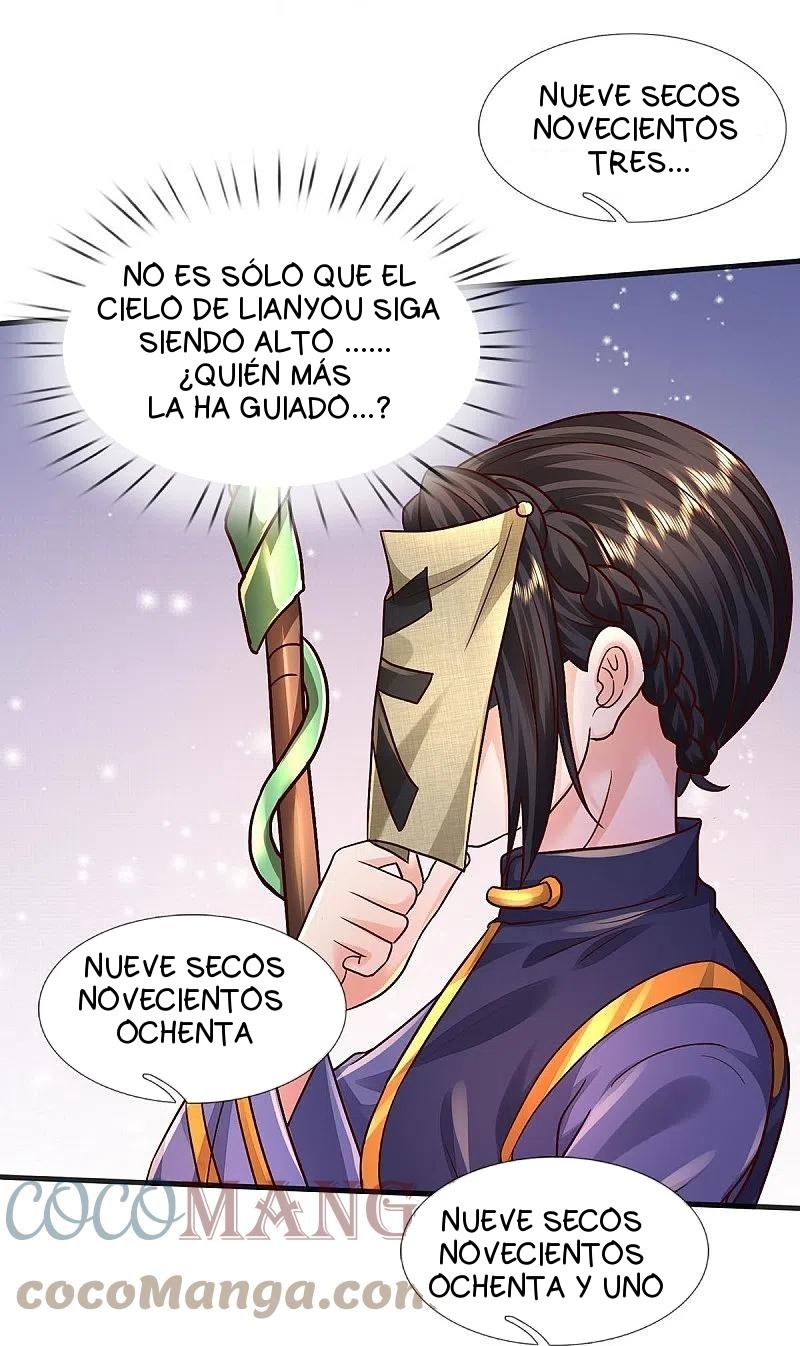 NUEVE SECOS
NOVECIENTOS
TRES...
NO ES SÓLO QUE EL
CIELO DE LIANYOU SIGA
SIENDO ALTO ......
¿QUIÉN MÁS
LA HA GUIADO...?
NUEVE SECOS
NOVECIENTOS
OCHENTA
NUEVE SECOS
NOVECIENTOS
OCHENTA Y UNO
COCOMANG
cocoManga.com